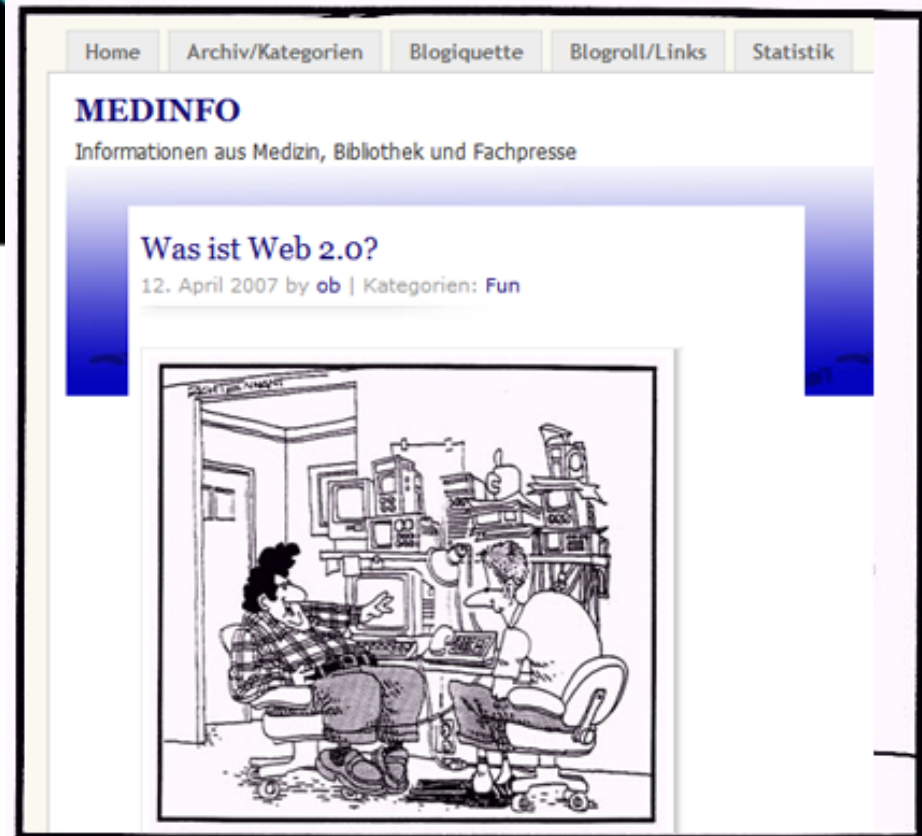 Home Archiv/Kategorien Blogiquette Blogroll/Links Statistik
MEDINFO
Informationen aus Medizin, Bibliothek und Fachpresse
Was ist Web 2.0?
12. April 2007 by ob | Kategorien: Fun